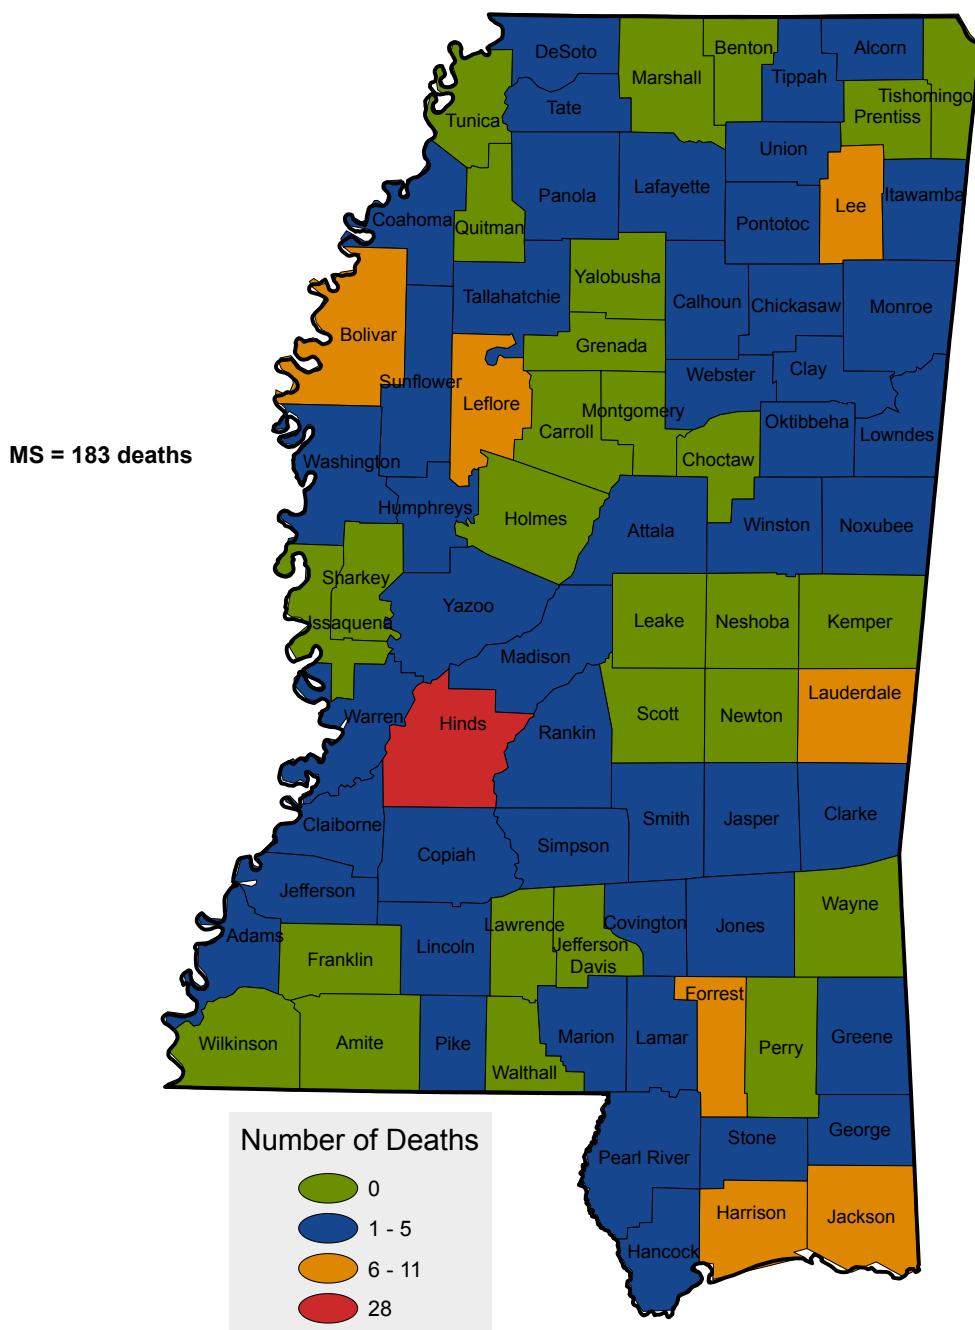 DeSoto
Marshall
Benton
Tippah
Alcorn
Tishomingo
Prentiss
Tunica
Tate
Union
Lee
Itawamba
Coahoma
Quitman
Panola
Lafayette
Pontotoc
Bolivar
Tallahatchie
Yalobusha
Calhoun
Chickasaw
Monroe
Grenada
Sunflower
Leflore
Webster
Clay
MS = 183 deaths
Washington
Carroll
Montgomery
Choctaw
Oktibbeha
Lowndes
Humphreys
Holmes
Attala
Winston
Noxubee
Sharkey
Issaquena
Yazoo
Leake
Neshoba
Kemper
Madison
Warren
Hinds
Rankin
Scott
Newton
Lauderdale
Claiborne
Copiah
Simpson
Smith
Jasper
Clarke
Jefferson
Adams
Lincoln
Lawrence
Jefferson
Davis
Covington
Jones
Wayne
Franklin
Wilkinson
Amite
Pike
Walthall
Marion
Lamar
Forrest
Perry
Greene
Pearl River
Stone
George
Hancock
Harrison
Jackson
Number of Deaths
0
1 - 5
6 - 11
28